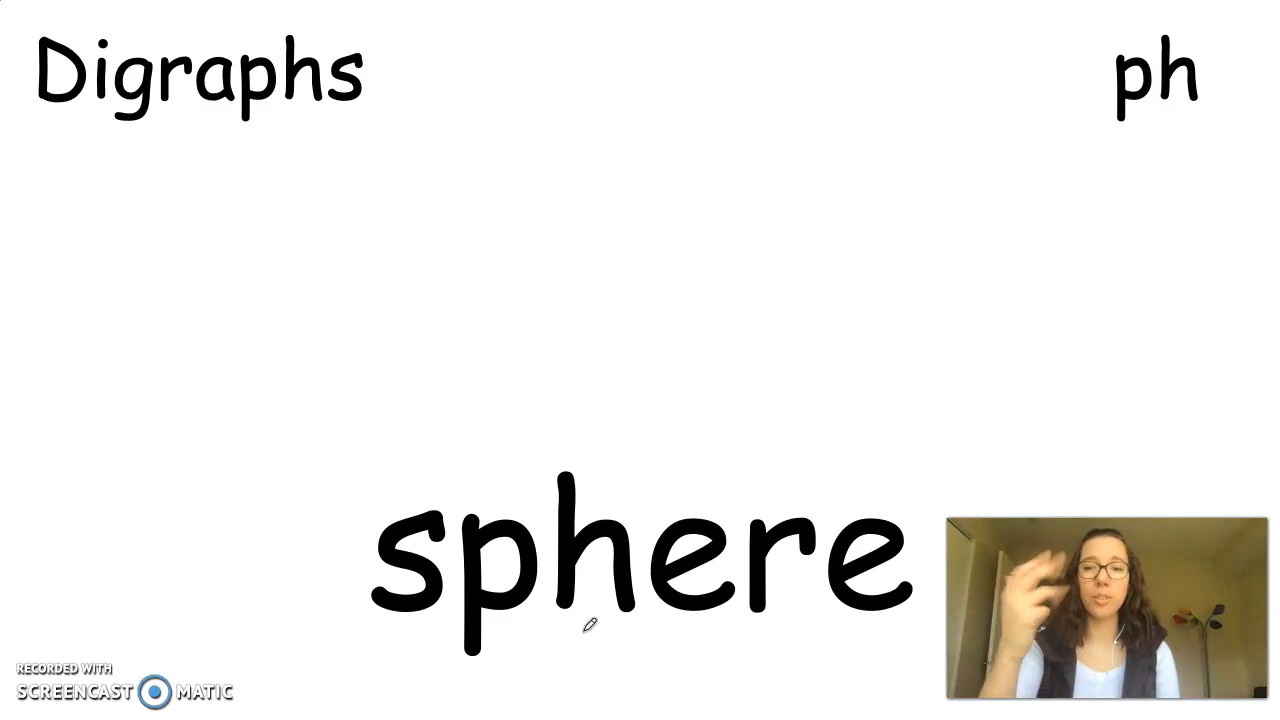 Digraphs
ph
sphere
RECORDED WITH
SCREENCAST MATIC